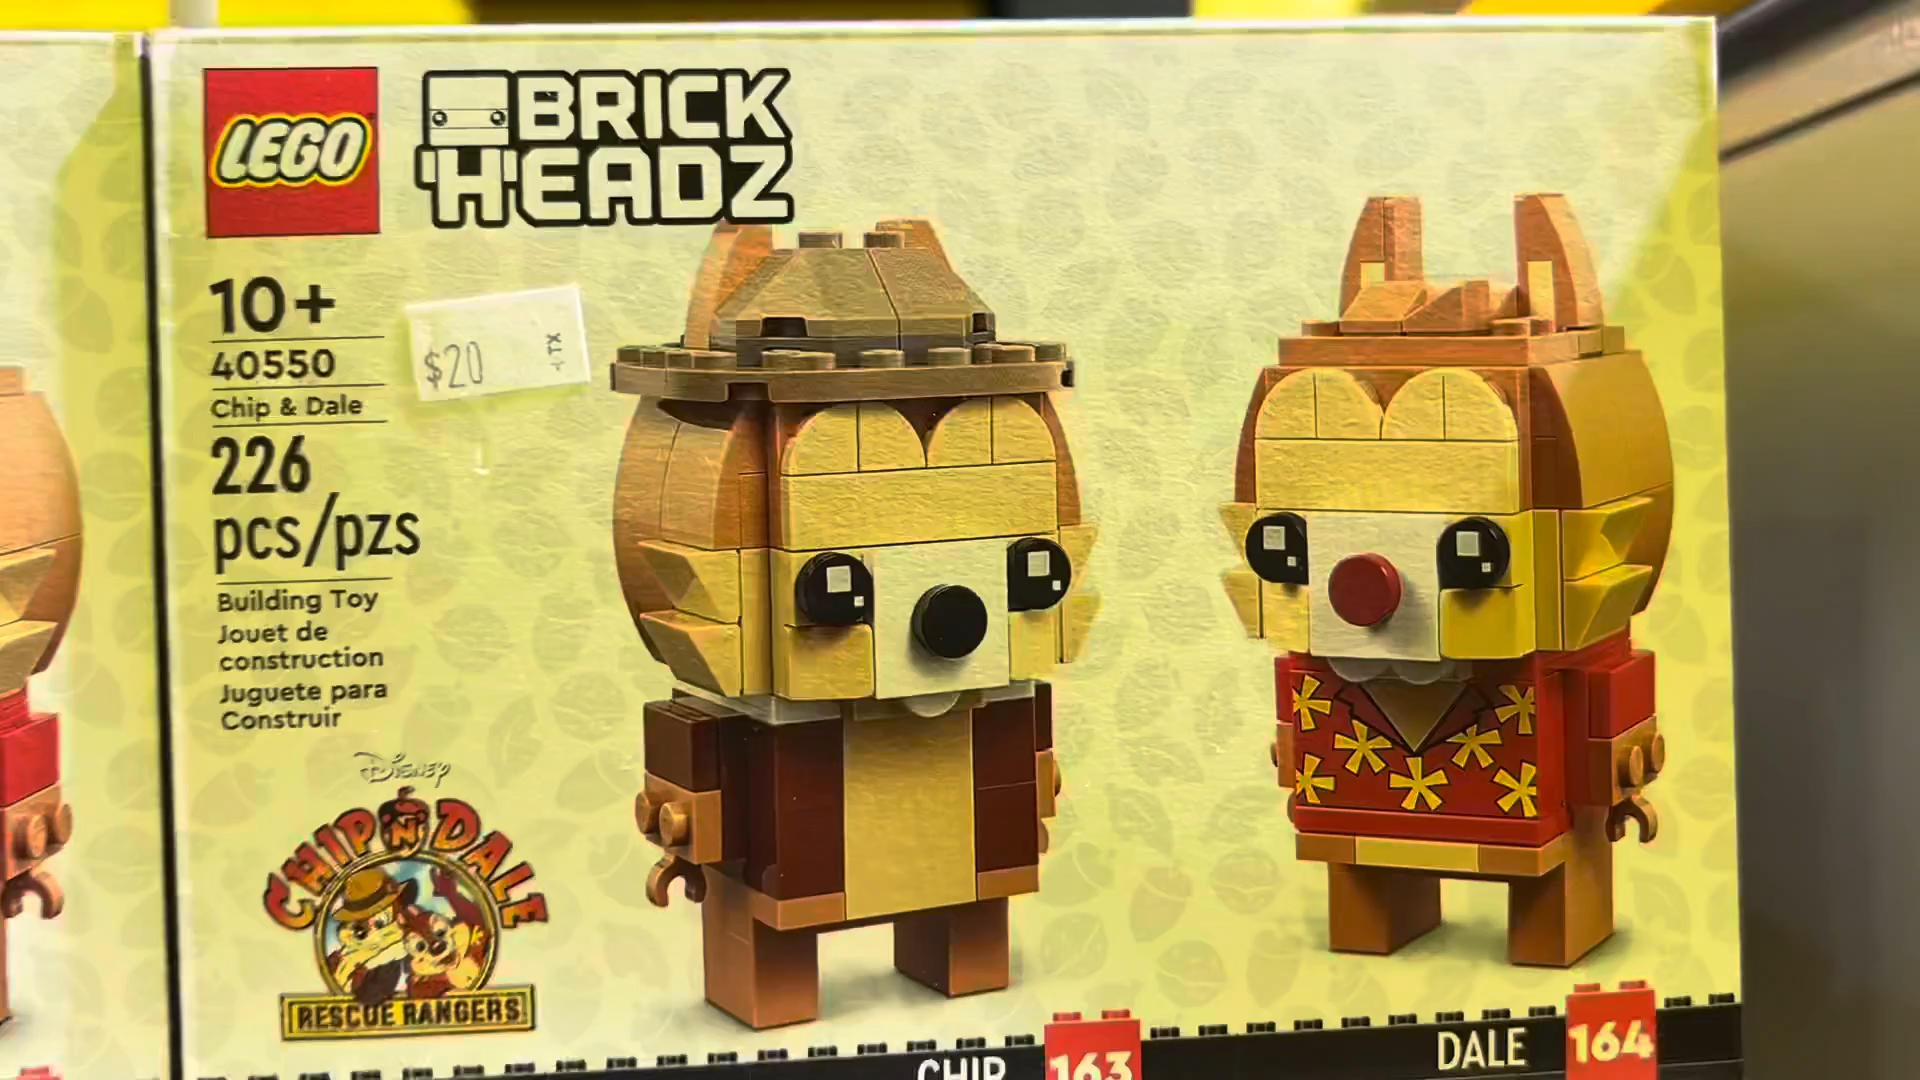 LEGO
BRICK
HEADZ
10+
40550
Chip & Dale
226
pcs/pzs
Building Toy
Jouet de
construction
Juguete para
Construir
$20
+TX
Disney
CHIP 'N' DALE
RESCUE RANGERS
CHIP 163
DALE 164